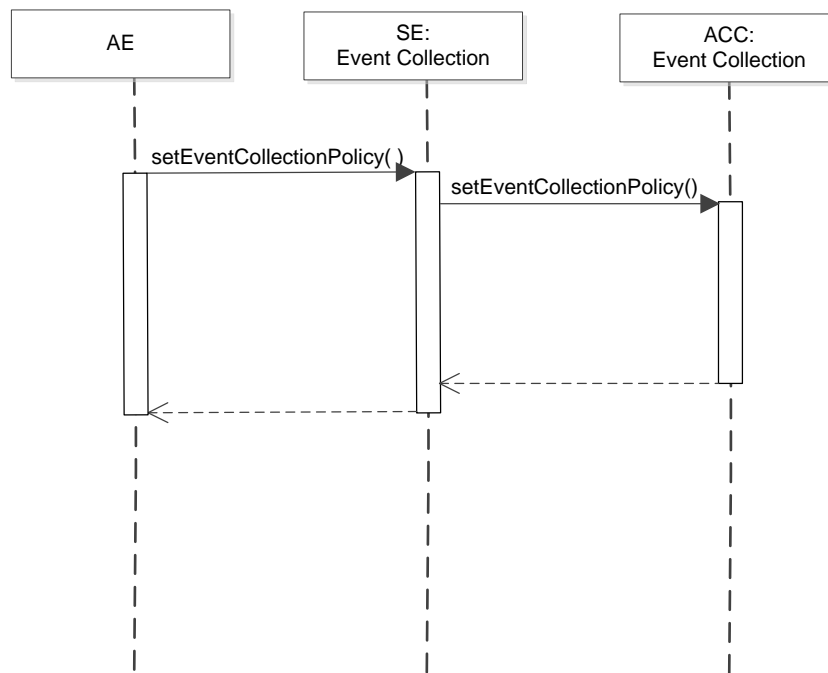 AE
SE:
Event Collection
ACC:
Event Collection
setEventCollectionPolicy( )
setEventCollectionPolicy()